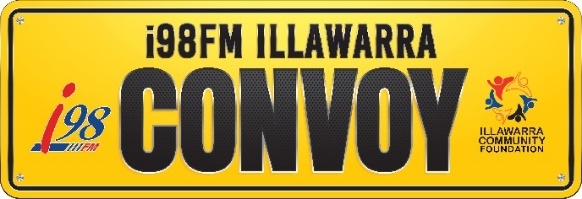 i98FM ILLAWARRA
CONVOY
i98
FM
ILLAWARRA
COMMUNITY
FOUNDATION